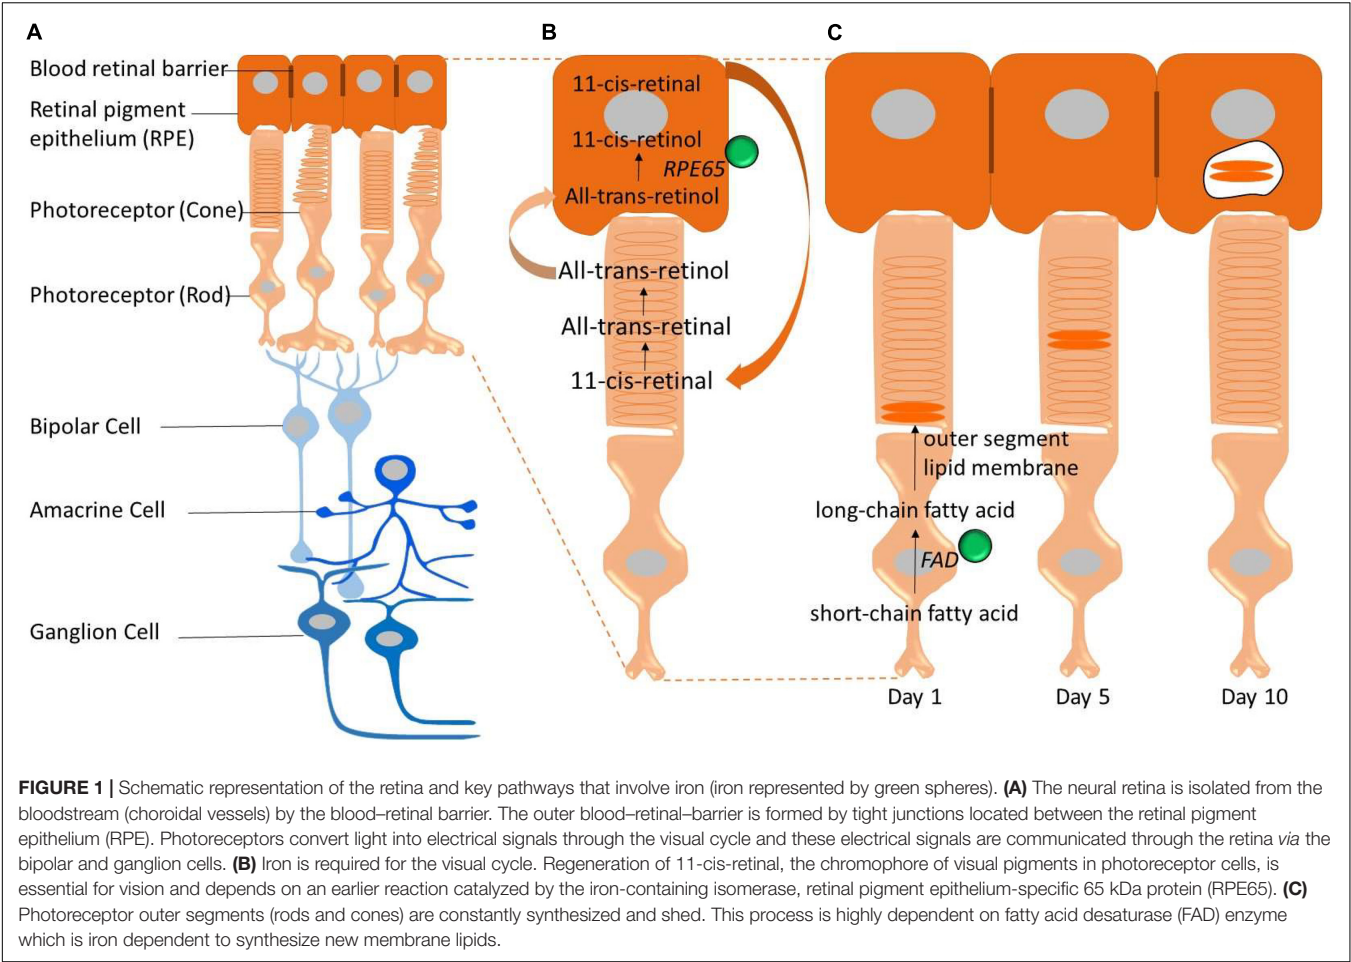 A
Blood retinal barrier
Retinal pigment
epithelium (RPE)
Photoreceptor (Cone)
Photoreceptor (Rod)
Bipolar Cell
Amacrine Cell
Ganglion Cell
B
11-cis-retinal
11-cis-retinol
RPE65
All-trans-retinol
All-trans-retinol
All-trans-retinal
11-cis-retinal
C
outer segment
lipid membrane
long-chain fatty acid
FAD
short-chain fatty acid
Day 1
Day 5
Day 10
FIGURE 1 | Schematic representation of the retina and key pathways that involve iron (iron represented by green spheres). (A) The neural retina is isolated from the
bloodstream (choroidal vessels) by the blood–retinal barrier. The outer blood–retinal–barrier is formed by tight junctions located between the retinal pigment
epithelium (RPE). Photoreceptors convert light into electrical signals through the visual cycle and these electrical signals are communicated through the retina via the
bipolar and ganglion cells. (B) Iron is required for the visual cycle. Regeneration of 11-cis-retinal, the chromophore of visual pigments in photoreceptor cells, is
essential for vision and depends on an earlier reaction catalyzed by the iron-containing isomerase, retinal pigment epithelium-specific 65 kDa protein (RPE65). (C)
Photoreceptor outer segments (rods and cones) are constantly synthesized and shed. This process is highly dependent on fatty acid desaturase (FAD) enzyme
which is iron dependent to synthesize new membrane lipids.